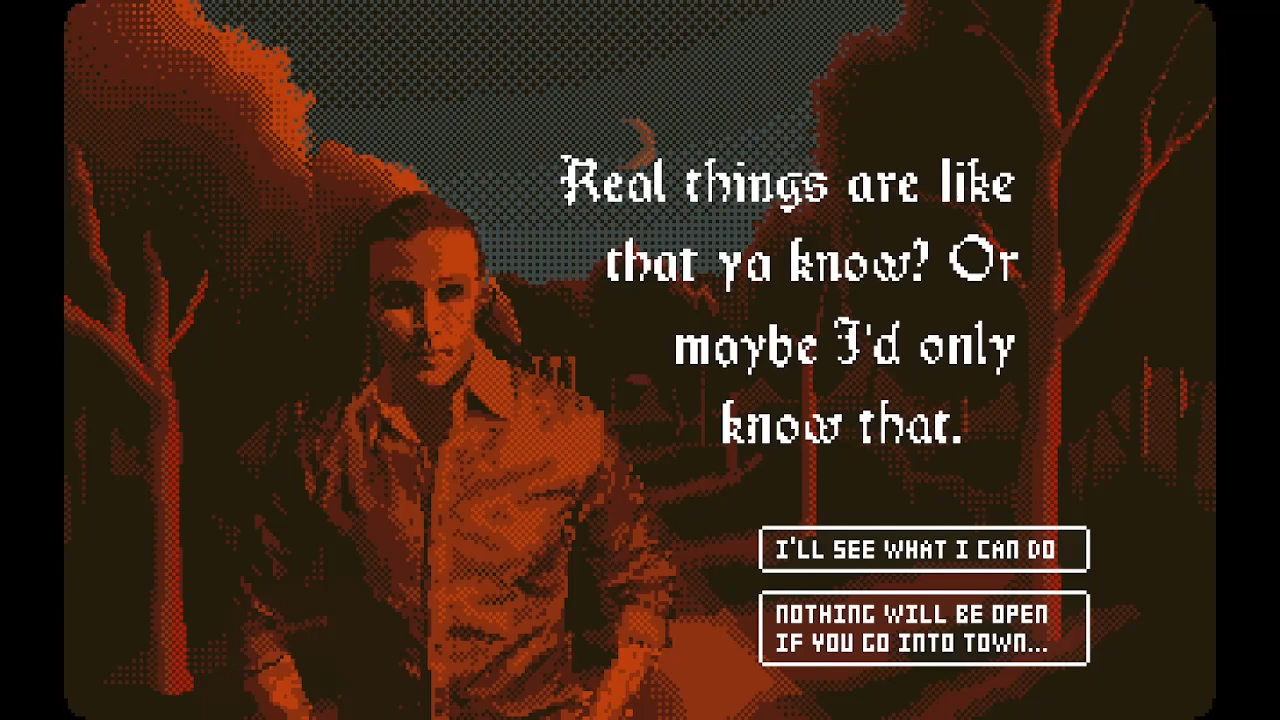 Real things are like
that ya know? Or
maybe I'd only
know that.
I'LL SEE WHAT I CAN DO
NOTHING WILL BE OPEN
IF YOU GO INTO TOWN...